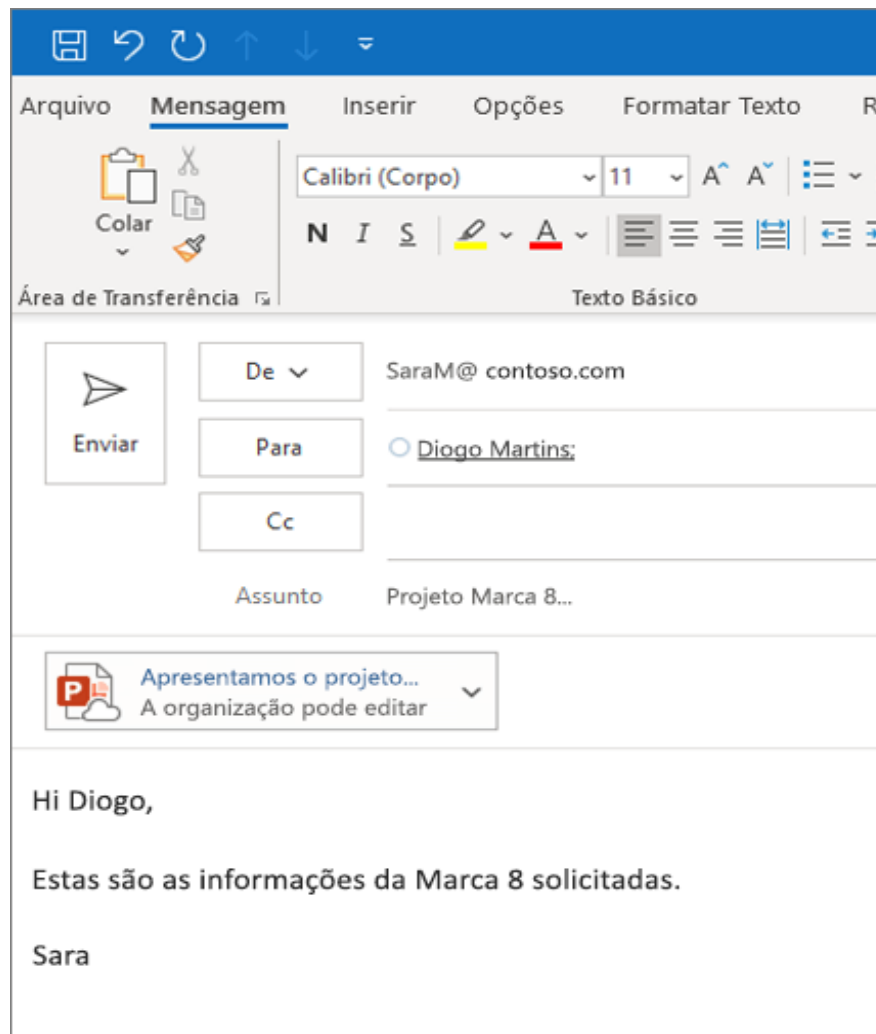 Arquivo Mensagem Inserir Opções Formatar Texto R
Colar
Calibri (Corpo) 11 A A
N I S A
Área de Transferência Texto Básico
Enviar
De SaraM@ contoso.com
Para Diogo Martins;
Cc
Assunto Projeto Marca 8...
P Apresentamos o projeto...
A organização pode editar
Hi Diogo,
Estas são as informações da Marca 8 solicitadas.
Sara